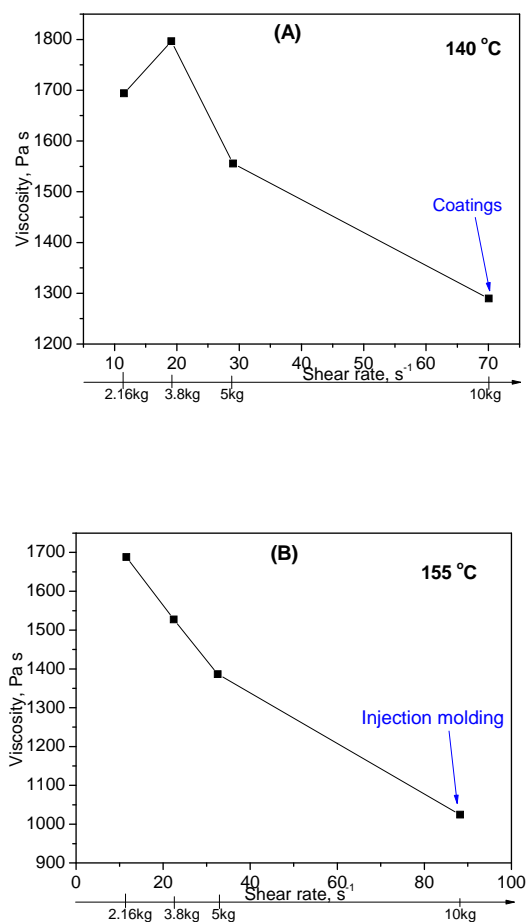 (A)
140 °C
1800
1700
1600
1500
1400
1300
1200
Viscosity, Pa s
Coatings
10 20 30 40 50 60 70
Shear rate, s⁻¹
2.16kg 3.8kg 5kg 10kg
(B)
155 °C
1700
1600
1500
1400
1300
1200
1100
1000
900
Viscosity, Pa s
Injection molding
0 20 40 60 80 100
Shear rate, s⁻¹
2.16kg 3.8kg 5kg 10kg